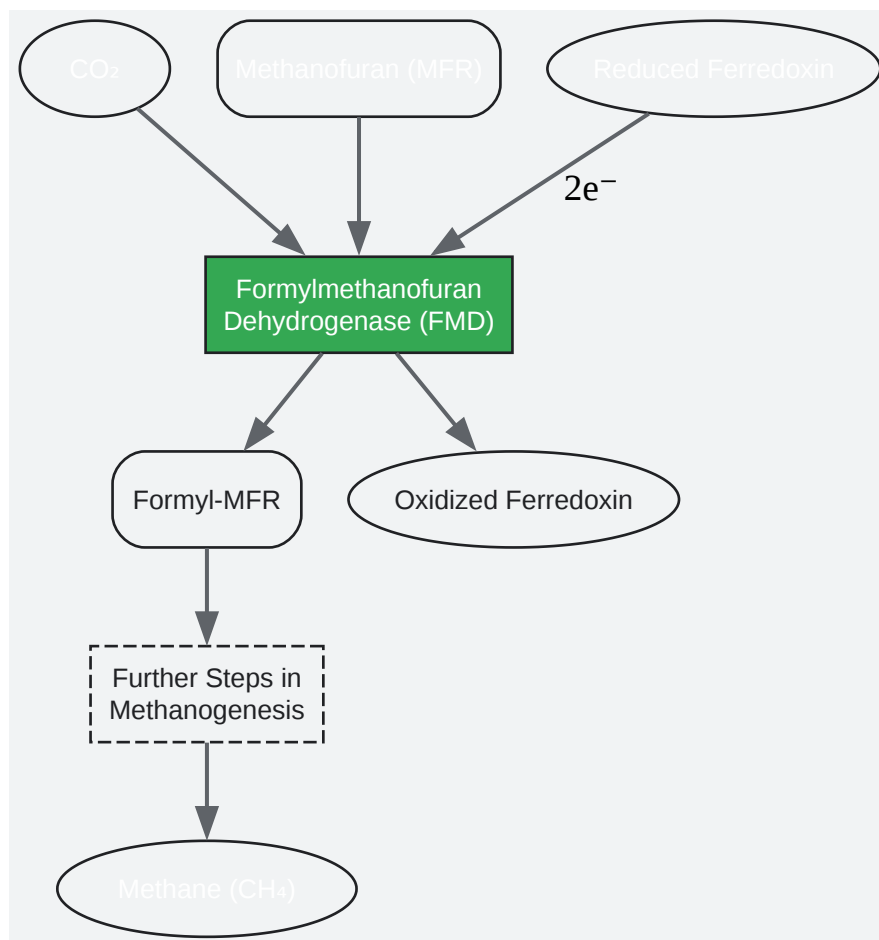 CO₂
Methanofuran (MFR)
Reduced Ferredoxin
2e⁻
Formylmethanofuran
Dehydrogenase (FMD)
Formyl-MFR
Oxidized Ferredoxin
Further Steps in
Methanogenesis
Methane (CH₄)